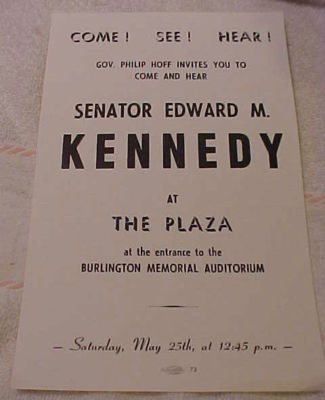 COME! SEE! HEAR!
GOV. PHILIP HOFF INVITES YOU TO
COME AND HEAR
SENATOR EDWARD M.
KENNEDY
AT
THE PLAZA
at the entrance to the
BURLINGTON MEMORIAL AUDITORIUM
— Saturday, May 25th, at 12:45 p.m. —
73